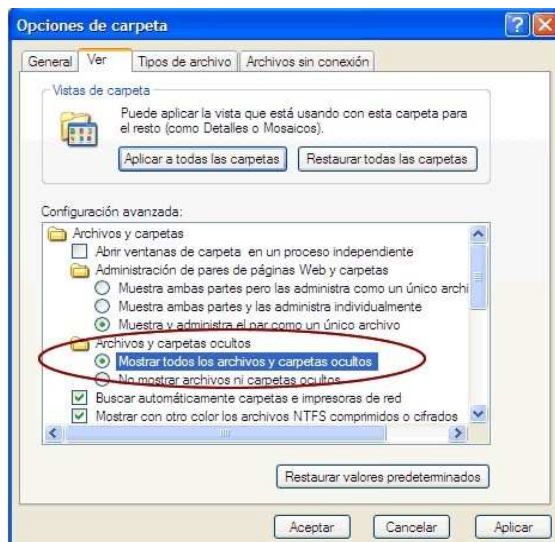 Opciones de carpeta
General Ver Tipos de archivo Archivos sin conexión
Vistas de carpeta
Puede aplicar la vista que está usando con esta carpeta para
el resto (como Detalles o Mosaicos).
Aplicar a todas las carpetas Restaurar todas las carpetas
Configuración avanzada:
Archivos y carpetas
Abrir ventanas de carpeta en un proceso independiente
Administración de pares de páginas Web y carpetas
Muestra ambas partes pero las administra como un único archi
Muestra ambas partes y las administra individualmente
Muestra y administra el par como un único archivo
Archivos y carpetas ocultos
Mostrar todos los archivos y carpetas ocultos
No mostrar archivos ni carpetas ocultos
Buscar automáticamente carpetas e impresoras de red
Mostrar con otro color los archivos NTFS comprimidos o cifrados
Restaurar valores predeterminados
Aceptar Cancelar Aplicar